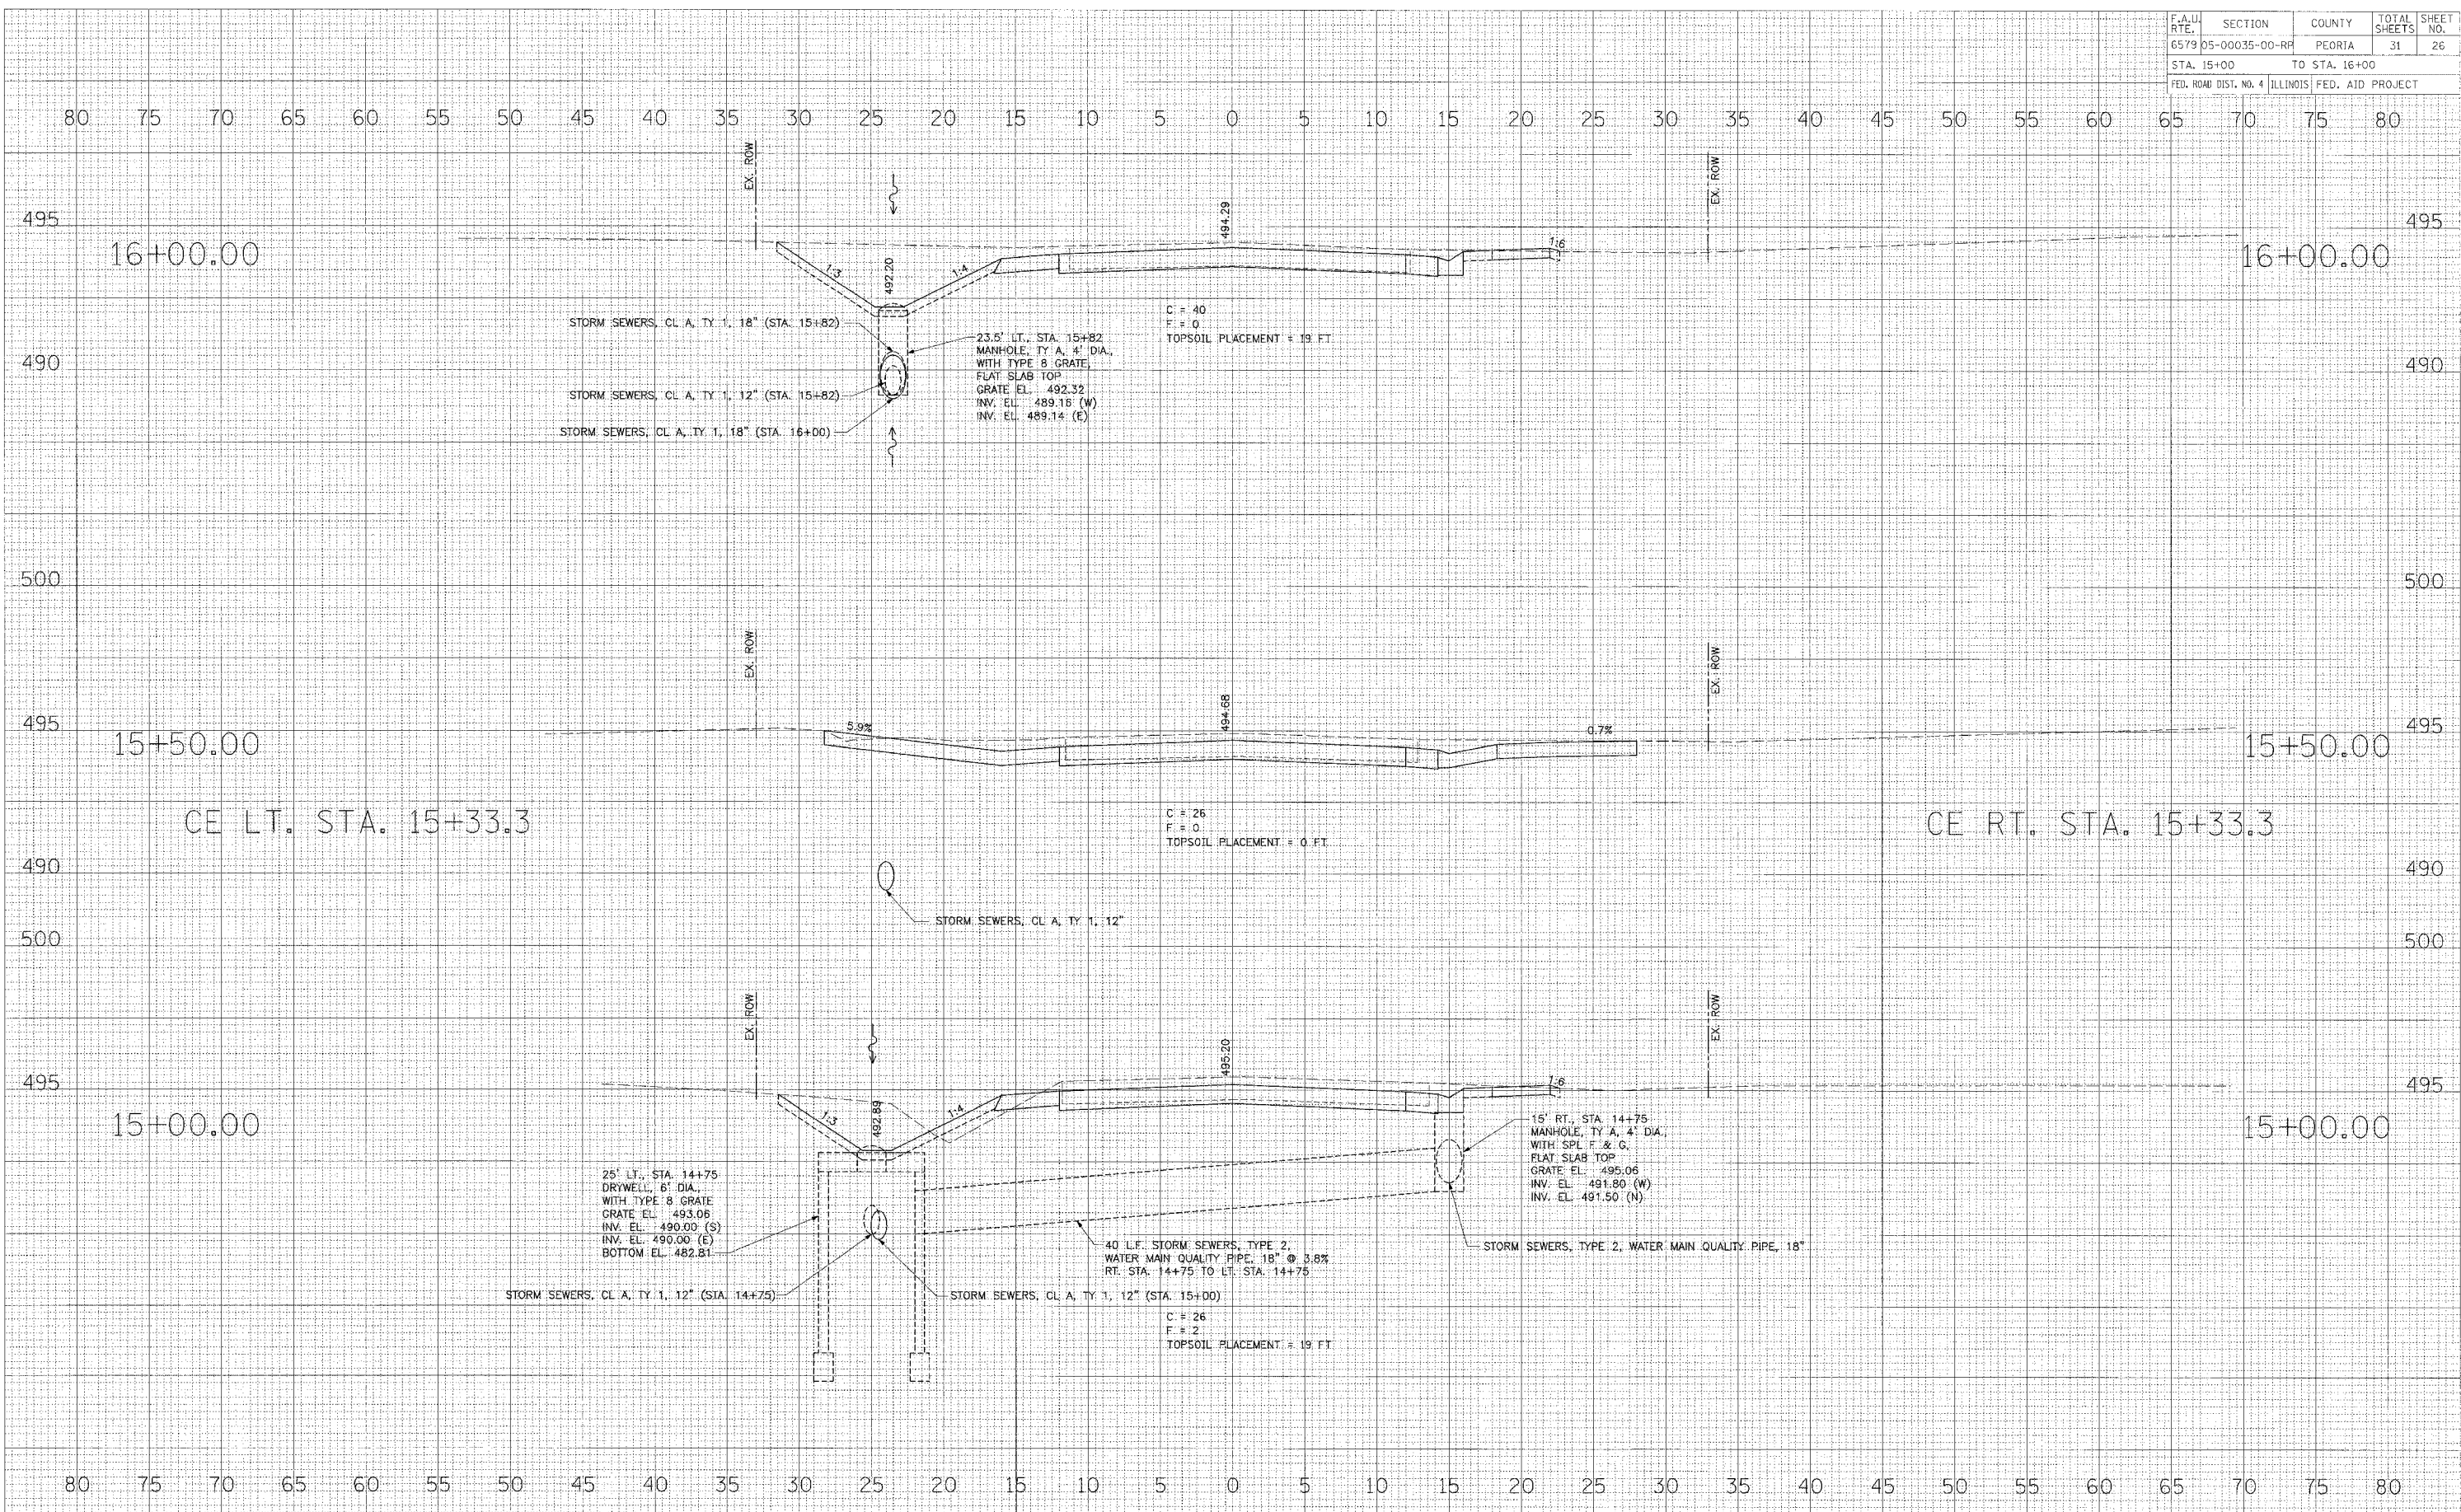 F.A.U. RTE. SECTION COUNTY TOTAL SHEETS SHEET NO.
6579 05-00035-00-RP PEORIA 31 26
STA. 15+00 TO STA. 16+00
FED. ROAD DIST. NO. 4 ILLINOIS FED. AID PROJECT
80 75 70 65 60 55 50 45 40 35 30 25 20 15 10 5 0 5 10 15 20 25 30 35 40 45 50 55 60 65 70 75 80
EX. ROW
EX. ROW
495
494.29
495
16+00.00
1:3
492.20
1:4
1:6
16+00.00
C = 40
F = 0
TOPSOIL PLACEMENT = 19 FT
STORM SEWERS, CL A, TY 1, 18" (STA. 15+82)
23.5' LT., STA. 15+82
MANHOLE, TY A, 4' DIA.,
WITH TYPE 8 GRATE,
FLAT SLAB TOP
GRATE EL. 492.32
INV. EL. 489.16 (W)
INV. EL. 489.14 (E)
490
490
STORM SEWERS, CL A, TY 1, 12" (STA. 15+82)
STORM SEWERS, CL A, TY 1, 18" (STA. 16+00)
500
500
EX. ROW
EX. ROW
495
5.9%
494.68
0.7%
495
15+50.00
15+50.00
CE LT. STA. 15+33.3
C = 26
F = 0
TOPSOIL PLACEMENT = 0 FT
CE RT. STA. 15+33.3
490
490
STORM SEWERS, CL A, TY 1, 12"
500
500
EX. ROW
EX. ROW
495
495.20
1:6
495
15+00.00
1:3
492.89
1:4
15+00.00
15' RT., STA. 14+75
MANHOLE, TY A, 4' DIA.,
WITH SPL F & G,
FLAT SLAB TOP
GRATE EL. 495.06
INV. EL. 491.80 (W)
INV. EL. 491.50 (N)
25' LT., STA. 14+75
DRYWELL, 6' DIA.,
WITH TYPE 8 GRATE
GRATE EL. 493.06
INV. EL. 490.00 (S)
INV. EL. 490.00 (E)
BOTTOM EL. 482.81
40 L.F. STORM SEWERS, TYPE 2,
WATER MAIN QUALITY PIPE, 18" @ 3.8%
RT. STA. 14+75 TO LT. STA. 14+75
STORM SEWERS, TYPE 2, WATER MAIN QUALITY PIPE, 18"
STORM SEWERS, CL A, TY 1, 12" (STA. 14+75)
STORM SEWERS, CL A, TY 1, 12" (STA. 15+00)
C = 26
F = 2
TOPSOIL PLACEMENT = 19 FT
80 75 70 65 60 55 50 45 40 35 30 25 20 15 10 5 0 5 10 15 20 25 30 35 40 45 50 55 60 65 70 75 80